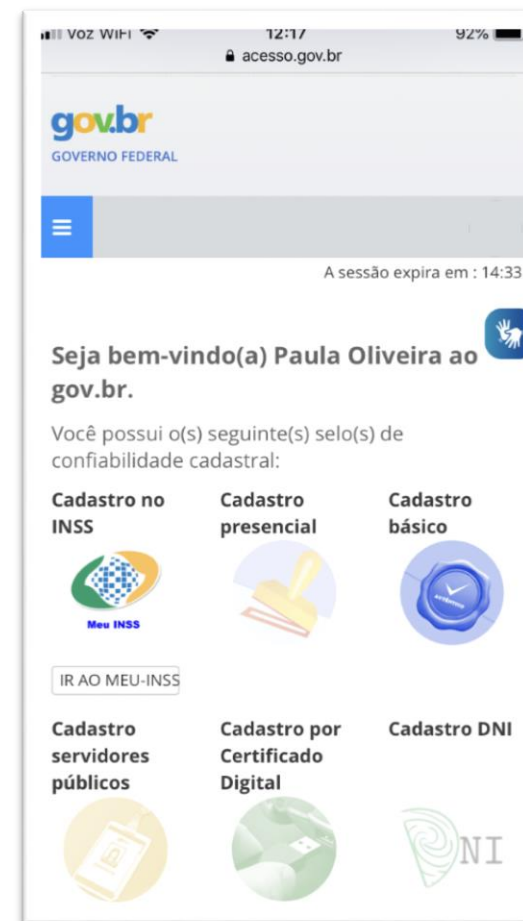 Voz WiFi 12:17 92%
acesso.gov.br
gov.br
GOVERNO FEDERAL
A sessão expira em : 14:33
Seja bem-vindo(a) Paula Oliveira ao
gov.br.
Você possui o(s) seguinte(s) selo(s) de
confiabilidade cadastral:
Cadastro no
INSS
Cadastro
presencial
Cadastro
básico
AUTÊNTICO
Meu INSS
IR AO MEU-INSS
Cadastro
servidores
públicos
Cadastro por
Certificado
Digital
Cadastro DNI
DNI